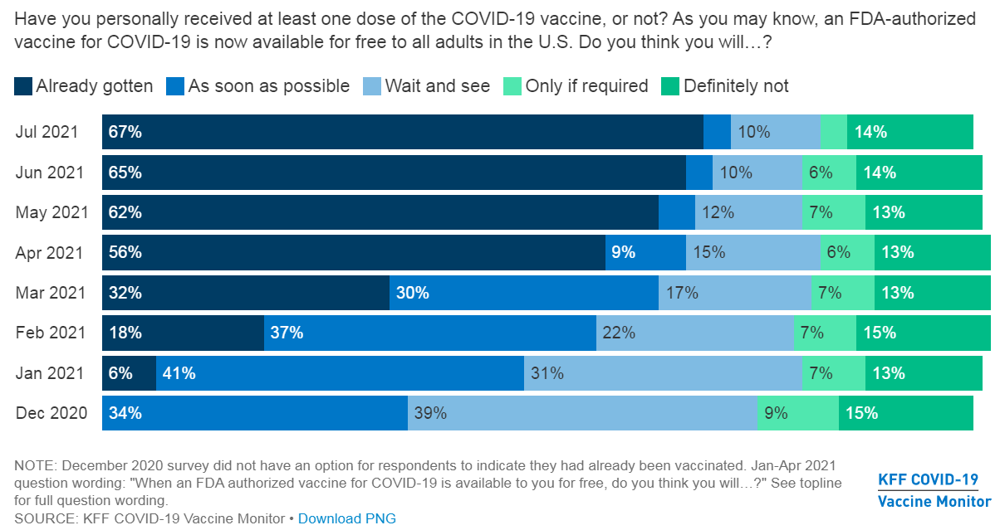 Have you personally received at least one dose of the COVID-19 vaccine, or not? As you may know, an FDA-authorized
vaccine for COVID-19 is now available for free to all adults in the U.S. Do you think you will…?
Already gotten As soon as possible Wait and see Only if required Definitely not
Jul 2021 67% 10% 14%
Jun 2021 65% 10% 6% 14%
May 2021 62% 12% 7% 13%
Apr 2021 56% 9% 15% 6% 13%
Mar 2021 32% 30% 17% 7% 13%
Feb 2021 18% 37% 22% 7% 15%
Jan 2021 6% 41% 31% 7% 13%
Dec 2020 34% 39% 9% 15%
NOTE: December 2020 survey did not have an option for respondents to indicate they had already been vaccinated. Jan-Apr 2021
question wording: "When an FDA authorized vaccine for COVID-19 is available to you for free, do you think you will…?" See topline
for full question wording.
SOURCE: KFF COVID-19 Vaccine Monitor • Download PNG
KFF COVID-19
Vaccine Monitor